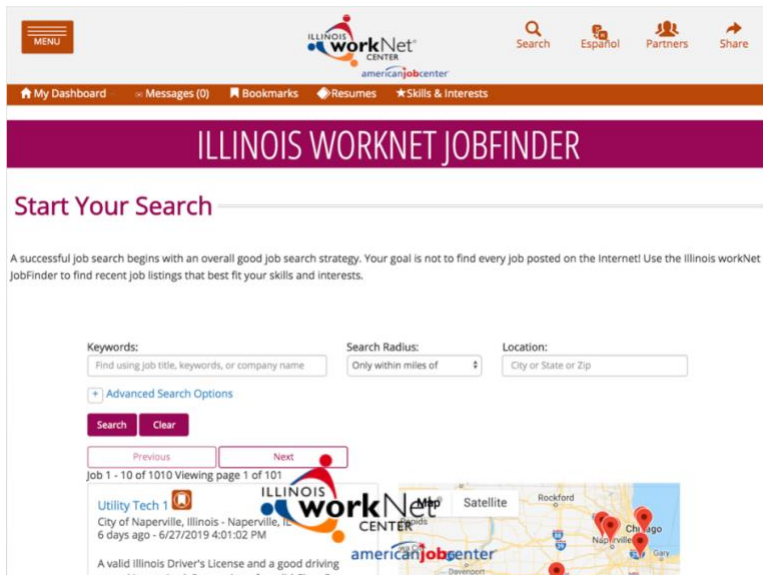 MENU
ILLINOIS
workNet®
CENTER
americanjobcenter
Search
Español
Partners
Share
My Dashboard
Messages (0)
Bookmarks
Resumes
Skills & Interests
ILLINOIS WORKNET JOBFINDER
Start Your Search
A successful job search begins with an overall good job search strategy. Your goal is not to find every job posted on the Internet! Use the Illinois workNet
JobFinder to find recent job listings that best fit your skills and interests.
Keywords:
Search Radius:
Location:
Find using job title, keywords, or company name
Only within miles of
City or State or Zip
+ Advanced Search Options
Search
Clear
Previous
Next
Job 1 - 10 of 1010 Viewing page 1 of 101
Utility Tech 1
City of Naperville, Illinois - Naperville, IL
6 days ago - 6/27/2019 4:01:02 PM
A valid Illinois Driver's License and a good driving
ILLINOIS
workNet
CENTER
americanjobcenter
Map
Satellite
Rockford
Chicago
Naperville
Gary
Davenport